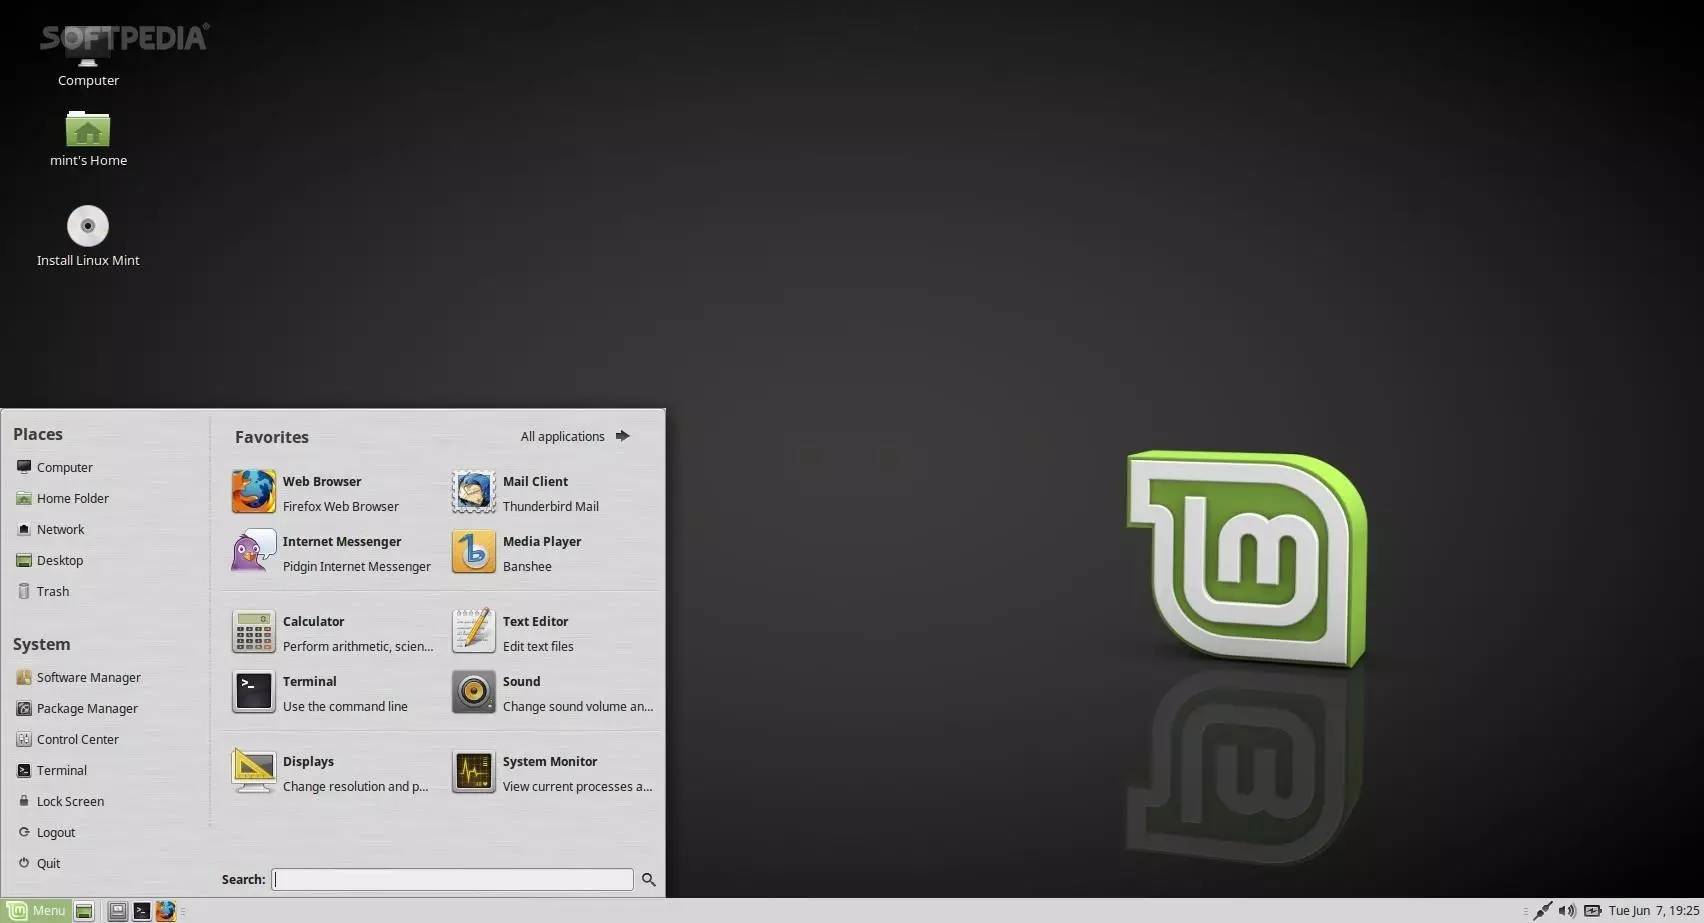 SOFTPEDIA®
Computer
mint's Home
Install Linux Mint
Places
Computer
Home Folder
Network
Desktop
Trash
System
Software Manager
Package Manager
Control Center
Terminal
Lock Screen
Logout
Quit
Favorites
All applications
Web Browser
Firefox Web Browser
Mail Client
Thunderbird Mail
Internet Messenger
Pidgin Internet Messenger
Media Player
Banshee
Calculator
Perform arithmetic, scien...
Text Editor
Edit text files
Terminal
Use the command line
Sound
Change sound volume an...
Displays
Change resolution and p...
System Monitor
View current processes a...
Search:
Menu
Tue Jun 7, 19:25